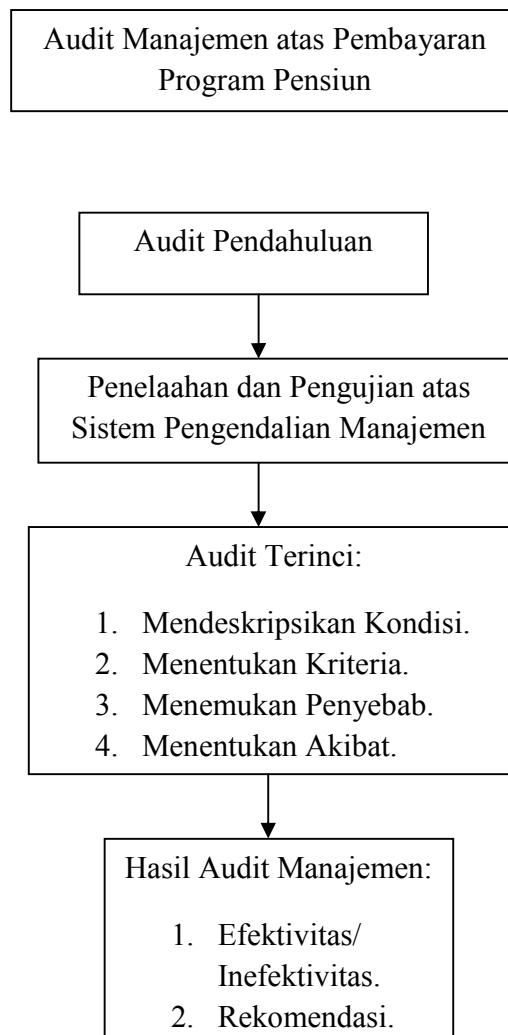 Audit Manajemen atas Pembayaran
Program Pensiun
Audit Pendahuluan
Penelaahan dan Pengujian atas
Sistem Pengendalian Manajemen
Audit Terinci:
1. Mendeskripsikan Kondisi.
2. Menentukan Kriteria.
3. Menemukan Penyebab.
4. Menentukan Akibat.
Hasil Audit Manajemen:
1. Efektivitas/
Inefektivitas.
2. Rekomendasi.